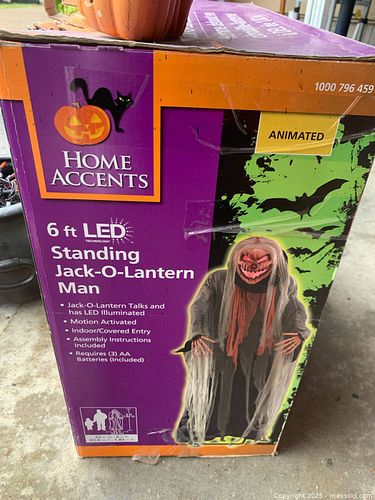 1000 796 459
ANIMATED
HOME
ACCENTS
6 ft LED
TECHNOLOGY
Standing
Jack-O-Lantern
Man
• Jack-O-Lantern Talks and
has LED Illuminated
• Motion Activated
• Indoor/Covered Entry
• Assembly Instructions
Included
• Requires (3) AA
Batteries (Included)
Copyright 2025 - maxsold.com